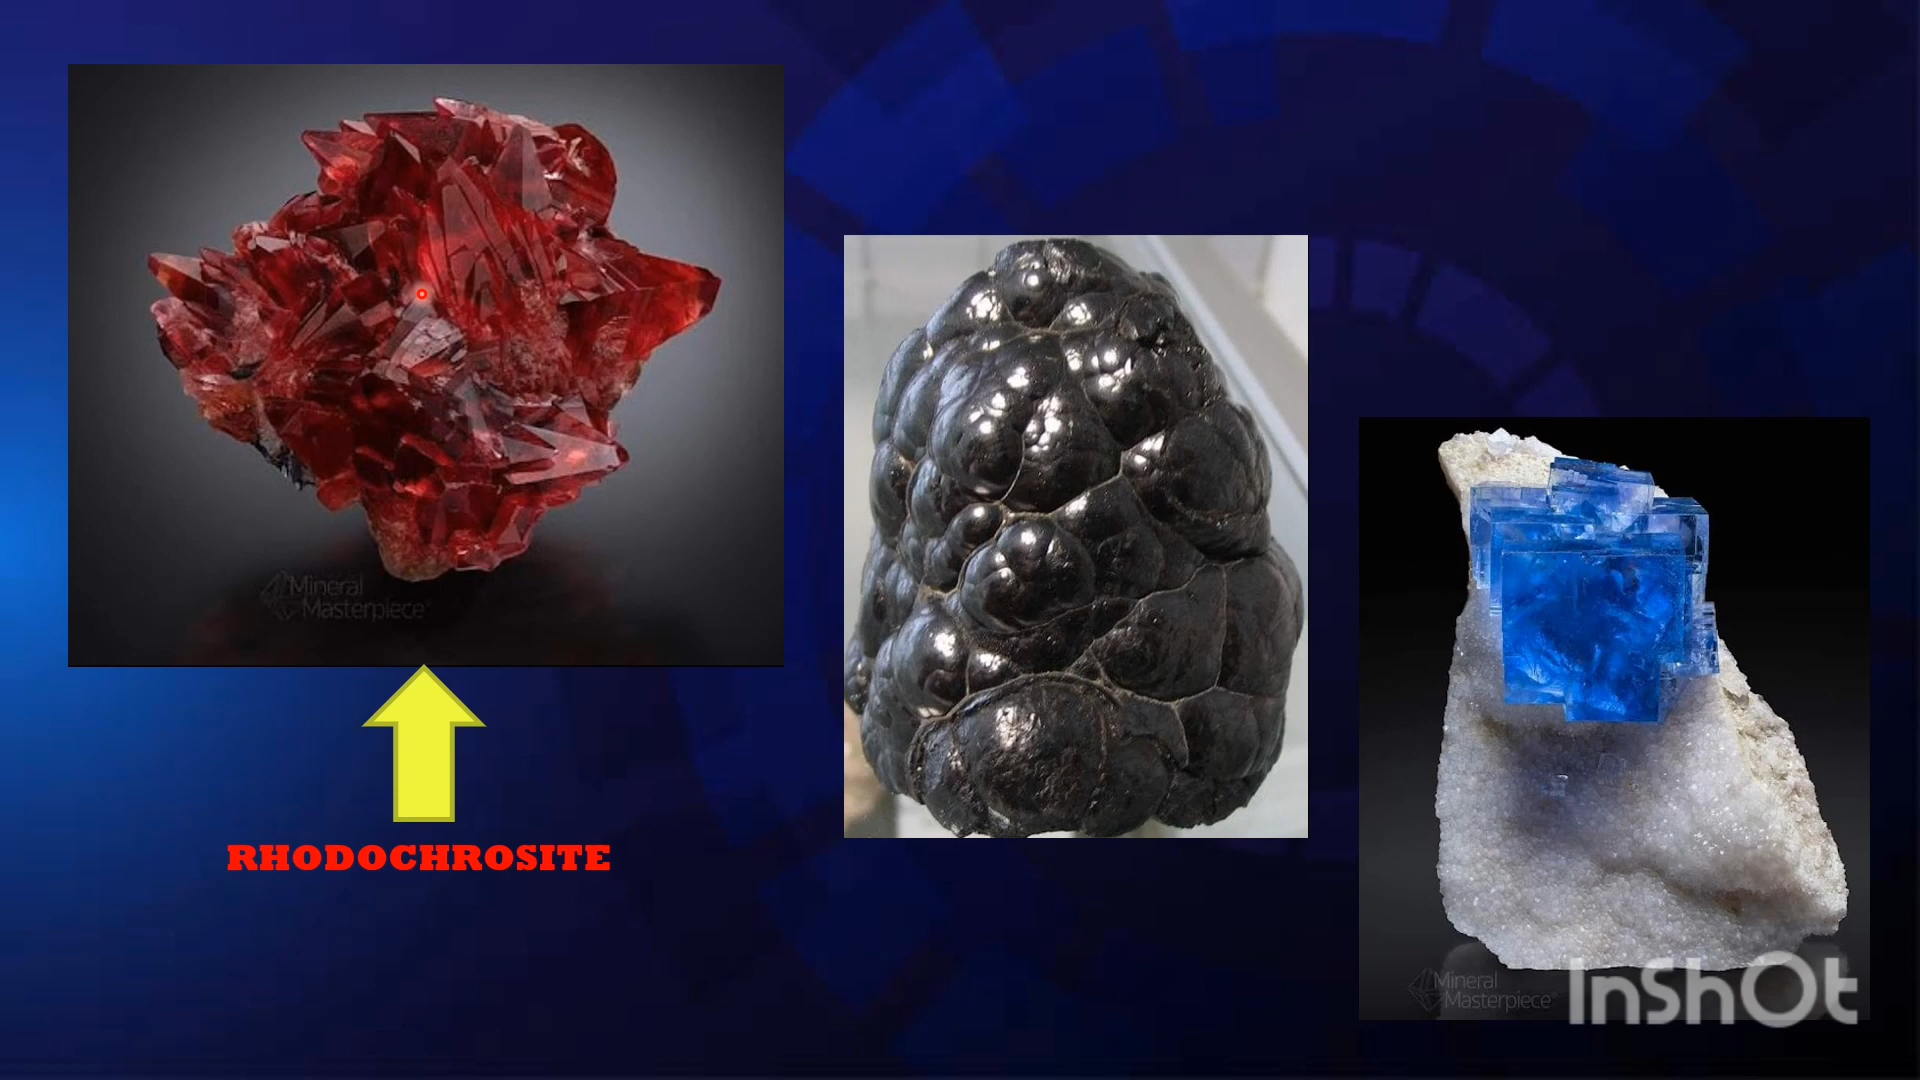 Mineral
Masterpiece
RHODOCHROSITE
Mineral
Masterpiece
InShOt